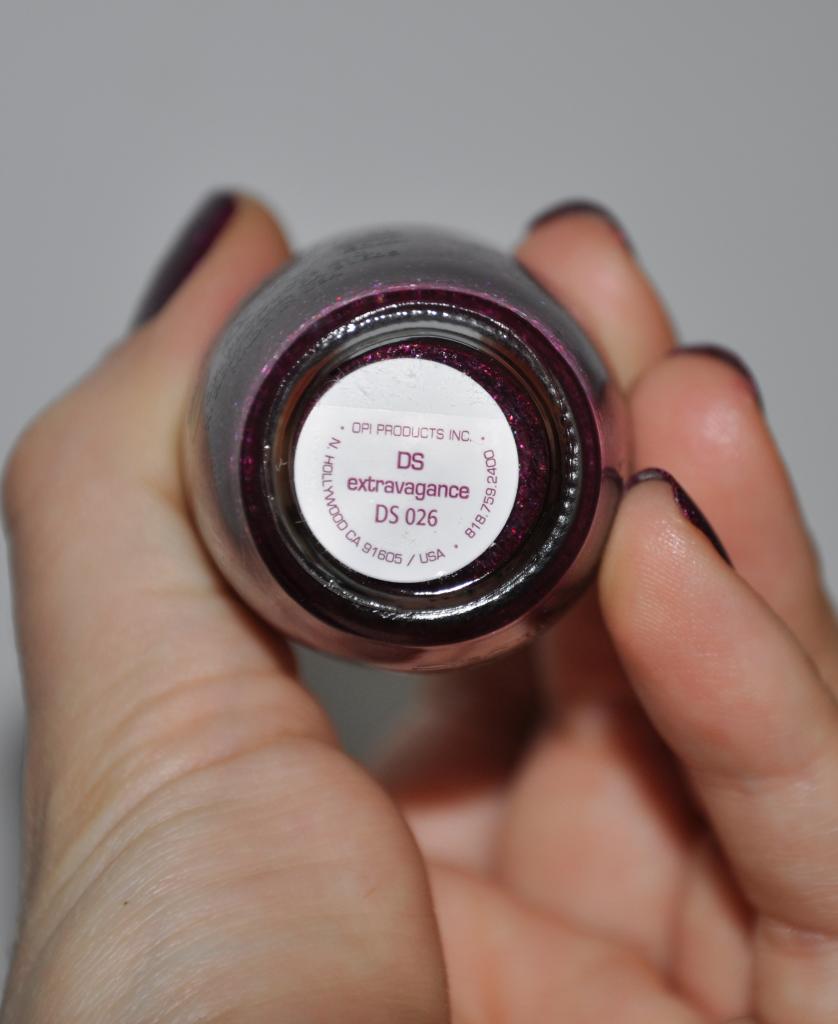 • OPI PRODUCTS INC. •
DS
extravagance
DS 026
N. HOLLYWOOD CA 91605 / USA • 818.759.2400